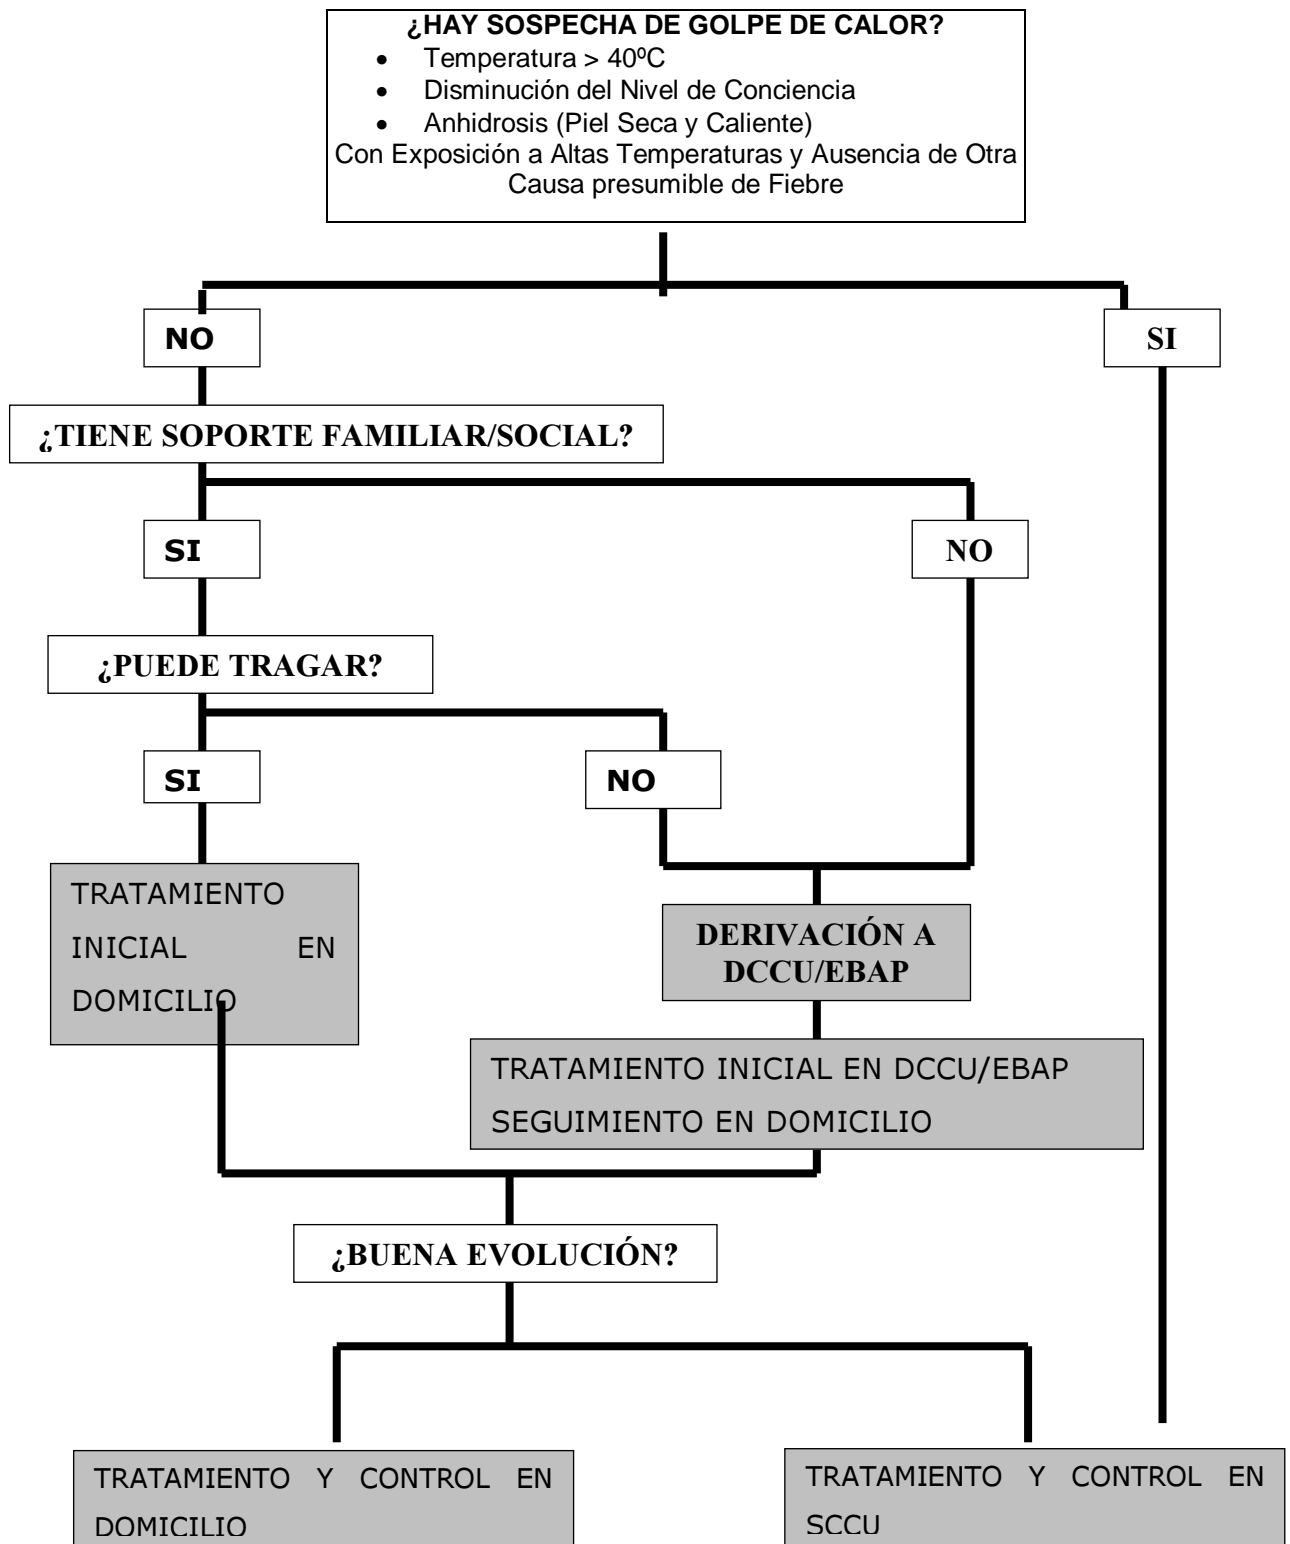 ¿HAY SOSPECHA DE GOLPE DE CALOR?
• Temperatura > 40ºC
• Disminución del Nivel de Conciencia
• Anhidrosis (Piel Seca y Caliente)
Con Exposición a Altas Temperaturas y Ausencia de Otra
Causa presumible de Fiebre
NO
SI
¿TIENE SOPORTE FAMILIAR/SOCIAL?
SI
NO
¿PUEDE TRAGAR?
SI
NO
TRATAMIENTO
INICIAL EN
DOMICILIO
DERIVACIÓN A
DCCU/EBAP
TRATAMIENTO INICIAL EN DCCU/EBAP
SEGUIMIENTO EN DOMICILIO
¿BUENA EVOLUCIÓN?
TRATAMIENTO Y CONTROL EN
DOMICILIO
TRATAMIENTO Y CONTROL EN
SCCU